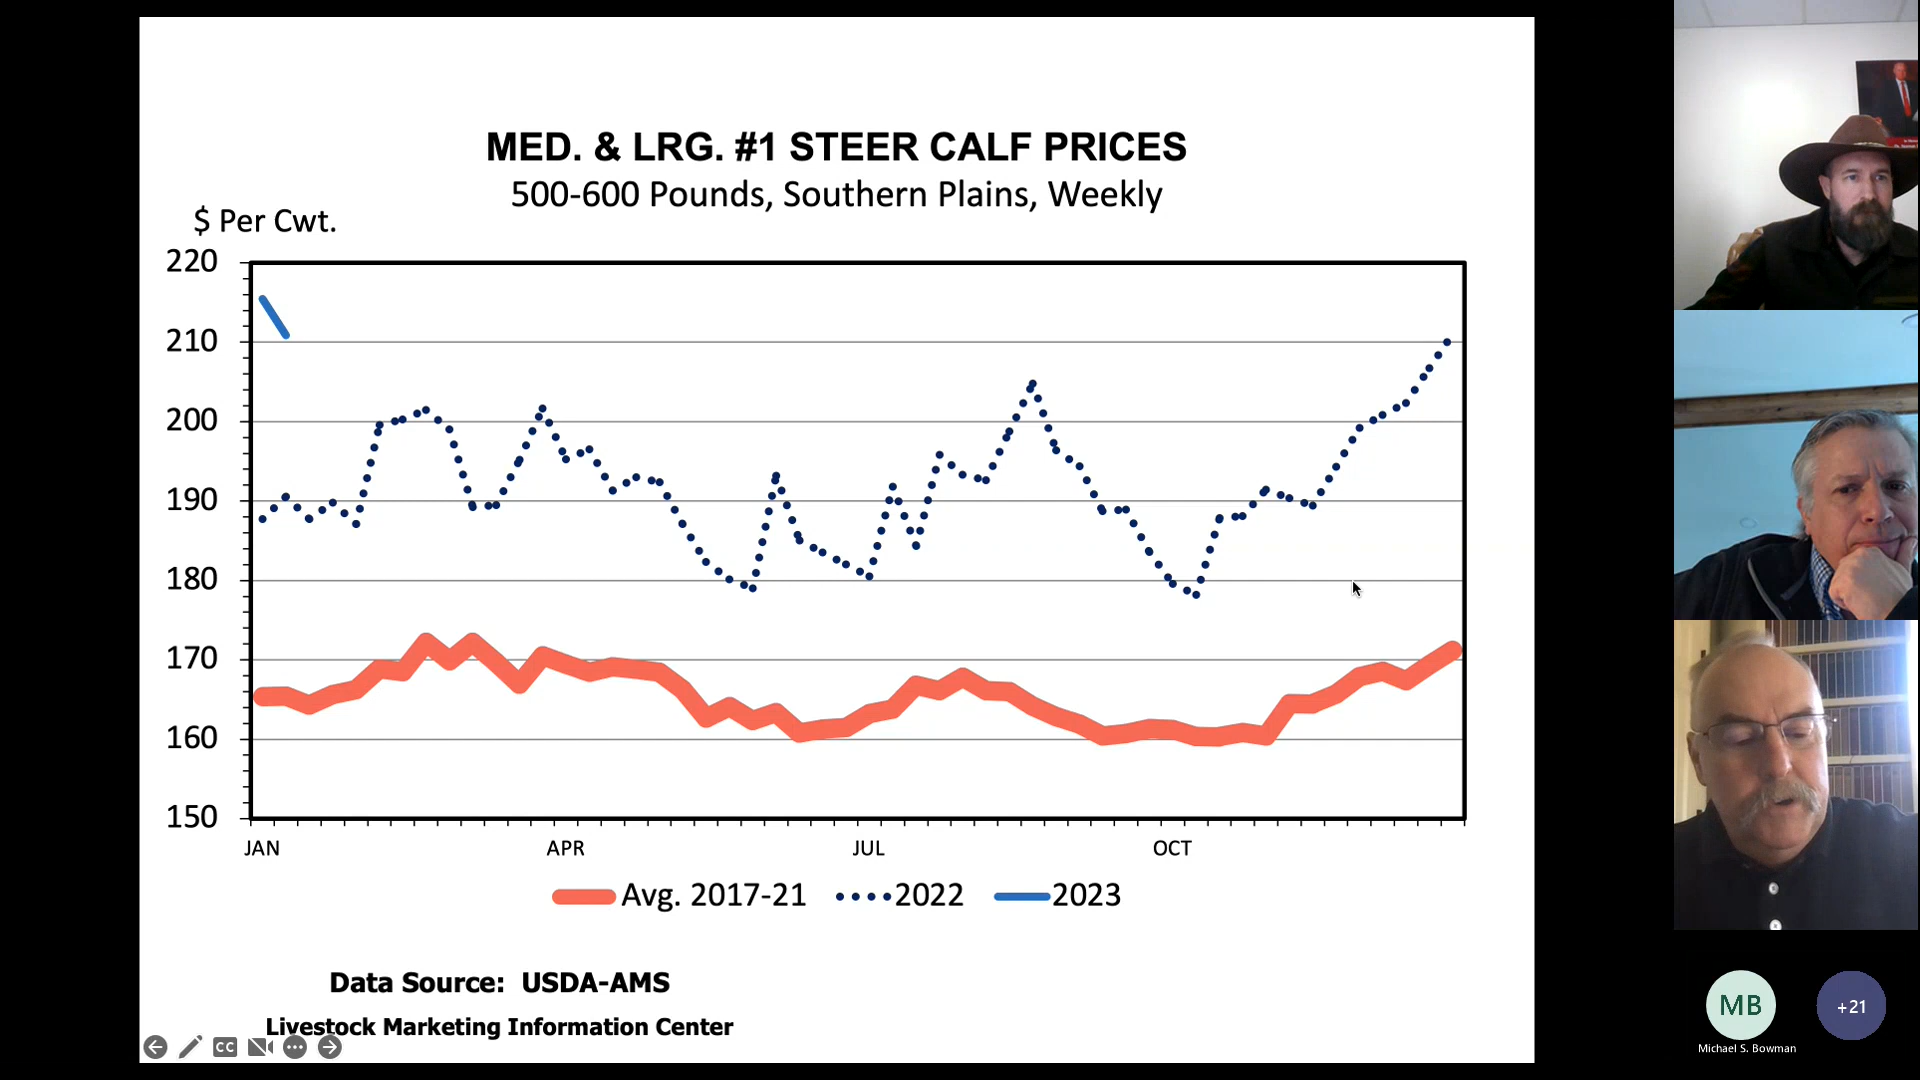 MED. & LRG. #1 STEER CALF PRICES
500-600 Pounds, Southern Plains, Weekly
$ Per Cwt.
220
210
200
190
180
170
160
150
JAN APR JUL OCT
Avg. 2017-21 2022 2023
Data Source: USDA-AMS
Livestock Marketing Information Center
CC
MB
+21
Michael S. Bowman